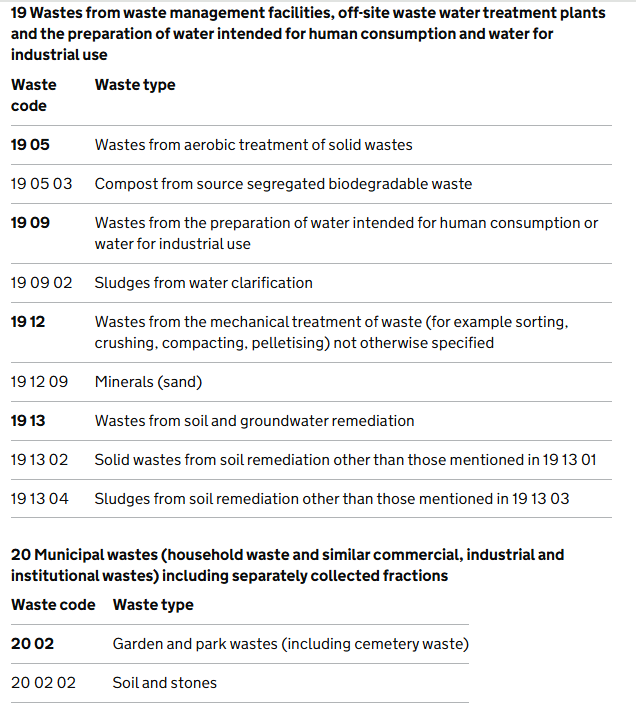 19 Wastes from waste management facilities, off-site waste water treatment plants
and the preparation of water intended for human consumption and water for
industrial use
Waste Waste type
code
19 05 Wastes from aerobic treatment of solid wastes
19 05 03 Compost from source segregated biodegradable waste
19 09 Wastes from the preparation of water intended for human consumption or
water for industrial use
19 09 02 Sludges from water clarification
19 12 Wastes from the mechanical treatment of waste (for example sorting,
crushing, compacting, pelletising) not otherwise specified
19 12 09 Minerals (sand)
19 13 Wastes from soil and groundwater remediation
19 13 02 Solid wastes from soil remediation other than those mentioned in 19 13 01
19 13 04 Sludges from soil remediation other than those mentioned in 19 13 03
20 Municipal wastes (household waste and similar commercial, industrial and
institutional wastes) including separately collected fractions
Waste code Waste type
20 02 Garden and park wastes (including cemetery waste)
20 02 02 Soil and stones